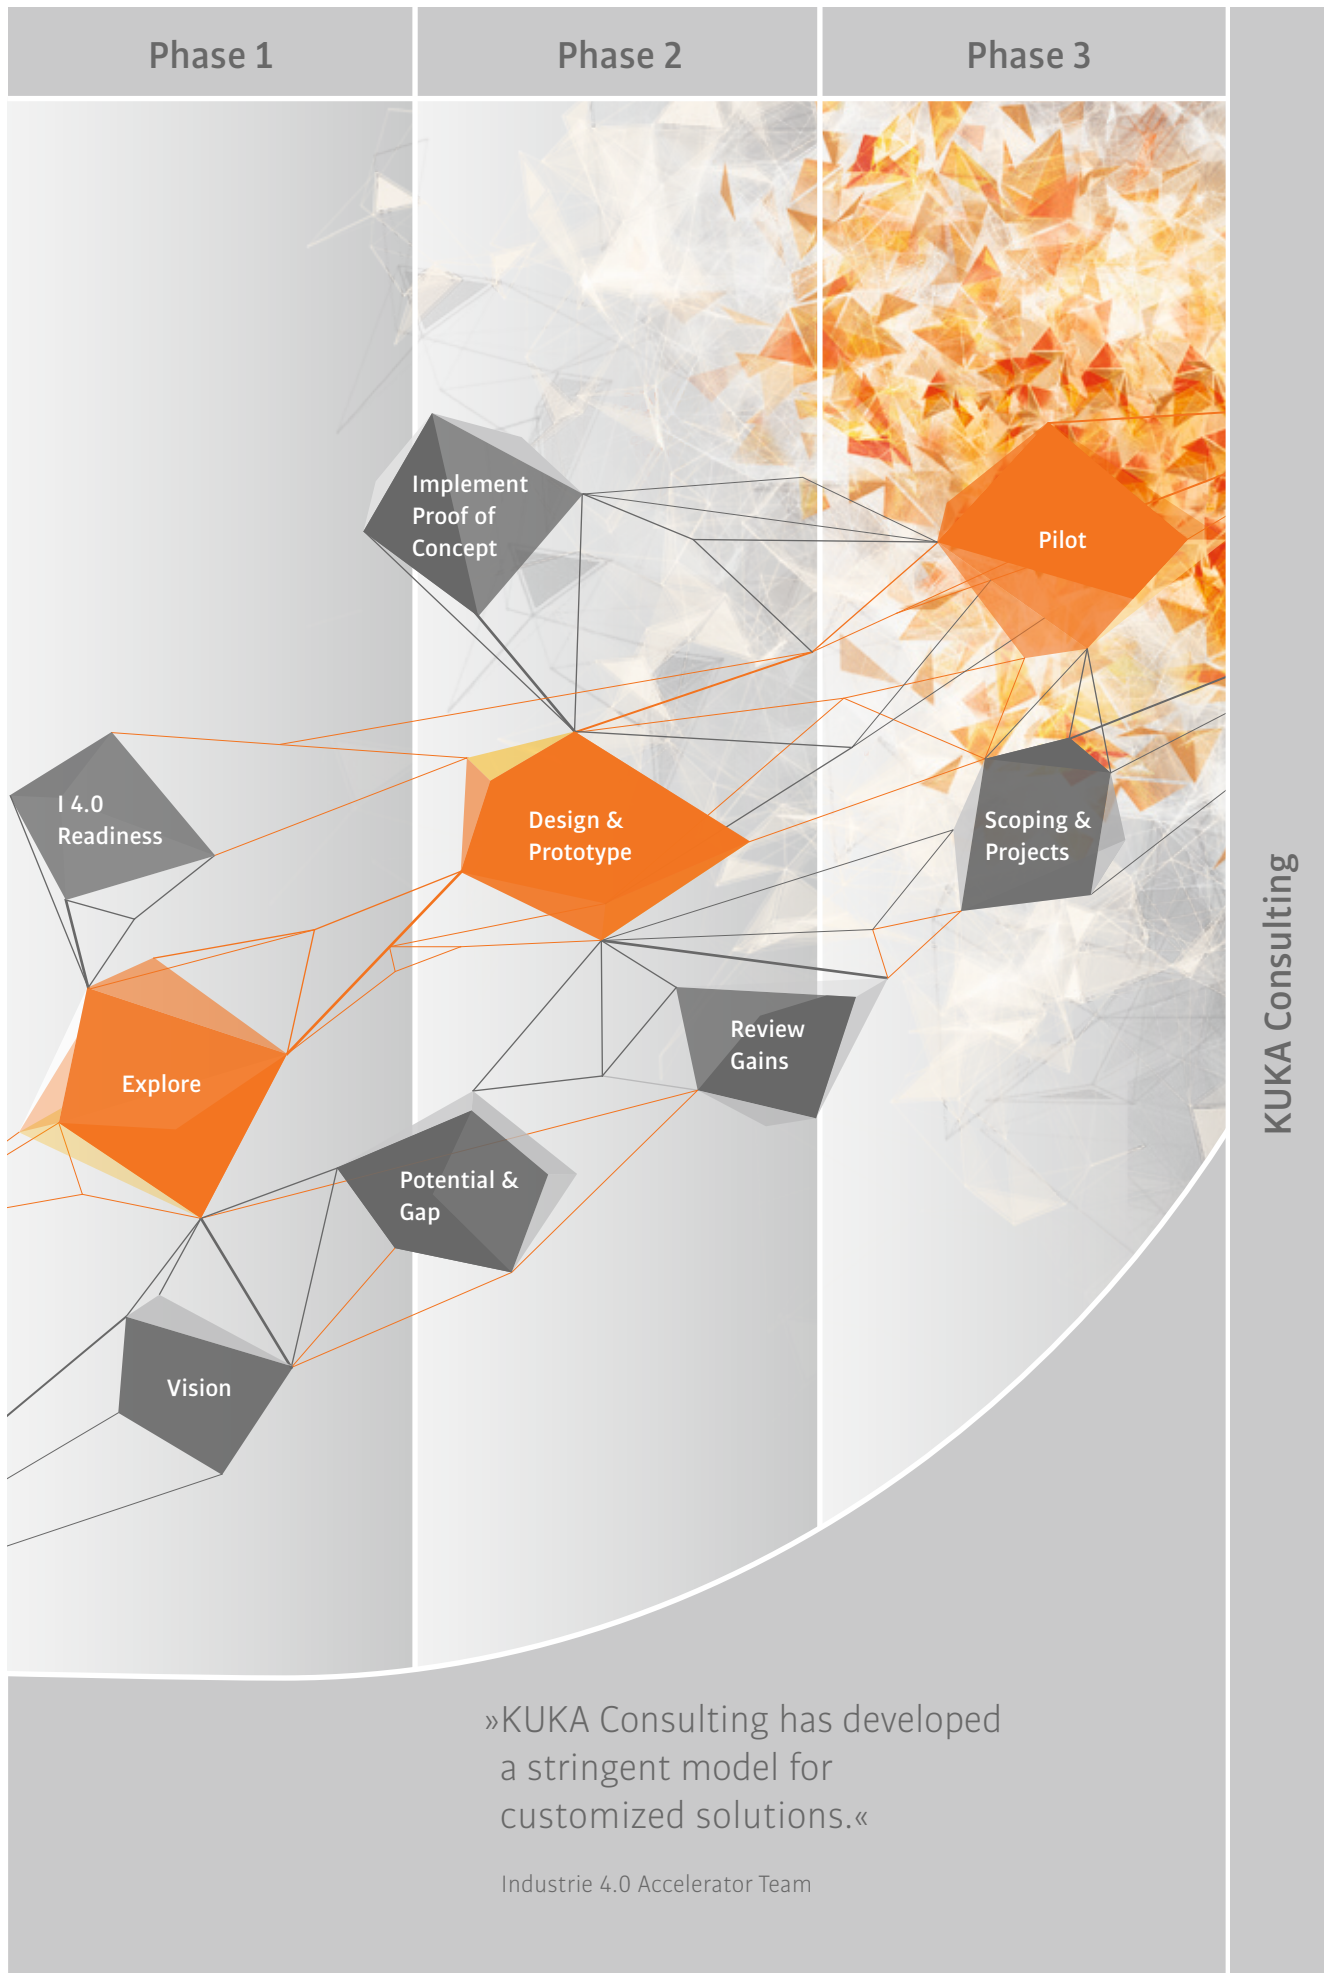 Phase 1
Phase 2
Phase 3
Implement
Proof of
Concept
Pilot
I 4.0
Readiness
Design &
Prototype
Scoping &
Projects
Explore
Review
Gains
Potential &
Gap
Vision
KUKA Consulting
»KUKA Consulting has developed
a stringent model for
customized solutions.«
Industrie 4.0 Accelerator Team